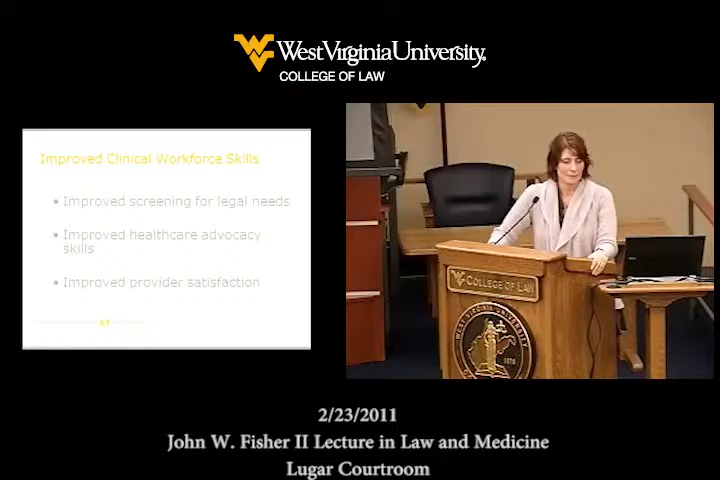 WestVirginiaUniversity.
COLLEGE OF LAW
Improved Clinical Workforce Skills
• Improved screening for legal needs
• Improved healthcare advocacy
skills
• Improved provider satisfaction
COLLEGE OF LAW
WEST VIRGINIA UNIVERSITY
1878
2/23/2011
John W. Fisher II Lecture in Law and Medicine
Lugar Courtroom